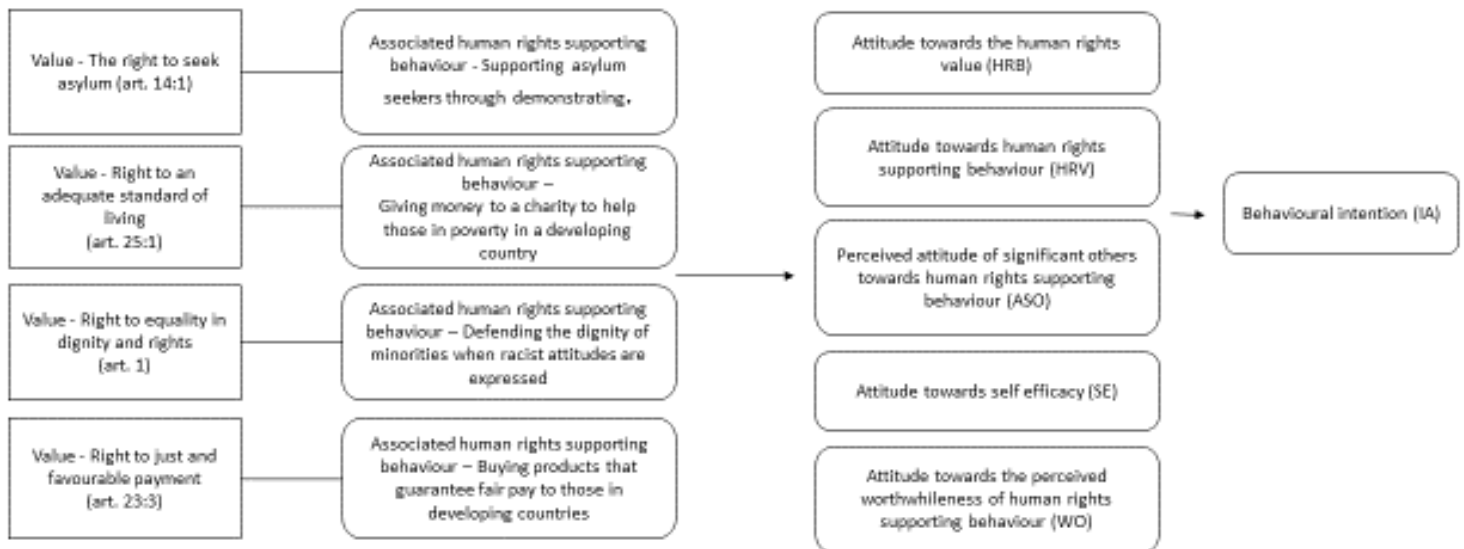 Value - The right to seek
asylum (art. 14:1)
Associated human rights supporting
behaviour - Supporting asylum
seekers through demonstrating.
Value - Right to an
adequate standard of
living
(art. 25:1)
Associated human rights supporting
behaviour –
Giving money to a charity to help
those in poverty in a developing
country
Value - Right to equality in
dignity and rights
(art. 1)
Associated human rights supporting
behaviour – Defending the dignity of
minorities when racist attitudes are
expressed
Value - Right to just and
favourable payment
(art. 23:3)
Associated human rights supporting
behaviour – Buying products that
guarantee fair pay to those in
developing countries
Attitude towards the human rights
value (HRB)
Attitude towards human rights
supporting behaviour (HRV)
Perceived attitude of significant others
towards human rights supporting
behaviour (ASO)
Attitude towards self efficacy (SE)
Attitude towards the perceived
worthwhileness of human rights
supporting behaviour (WO)
Behavioural intention (IA)